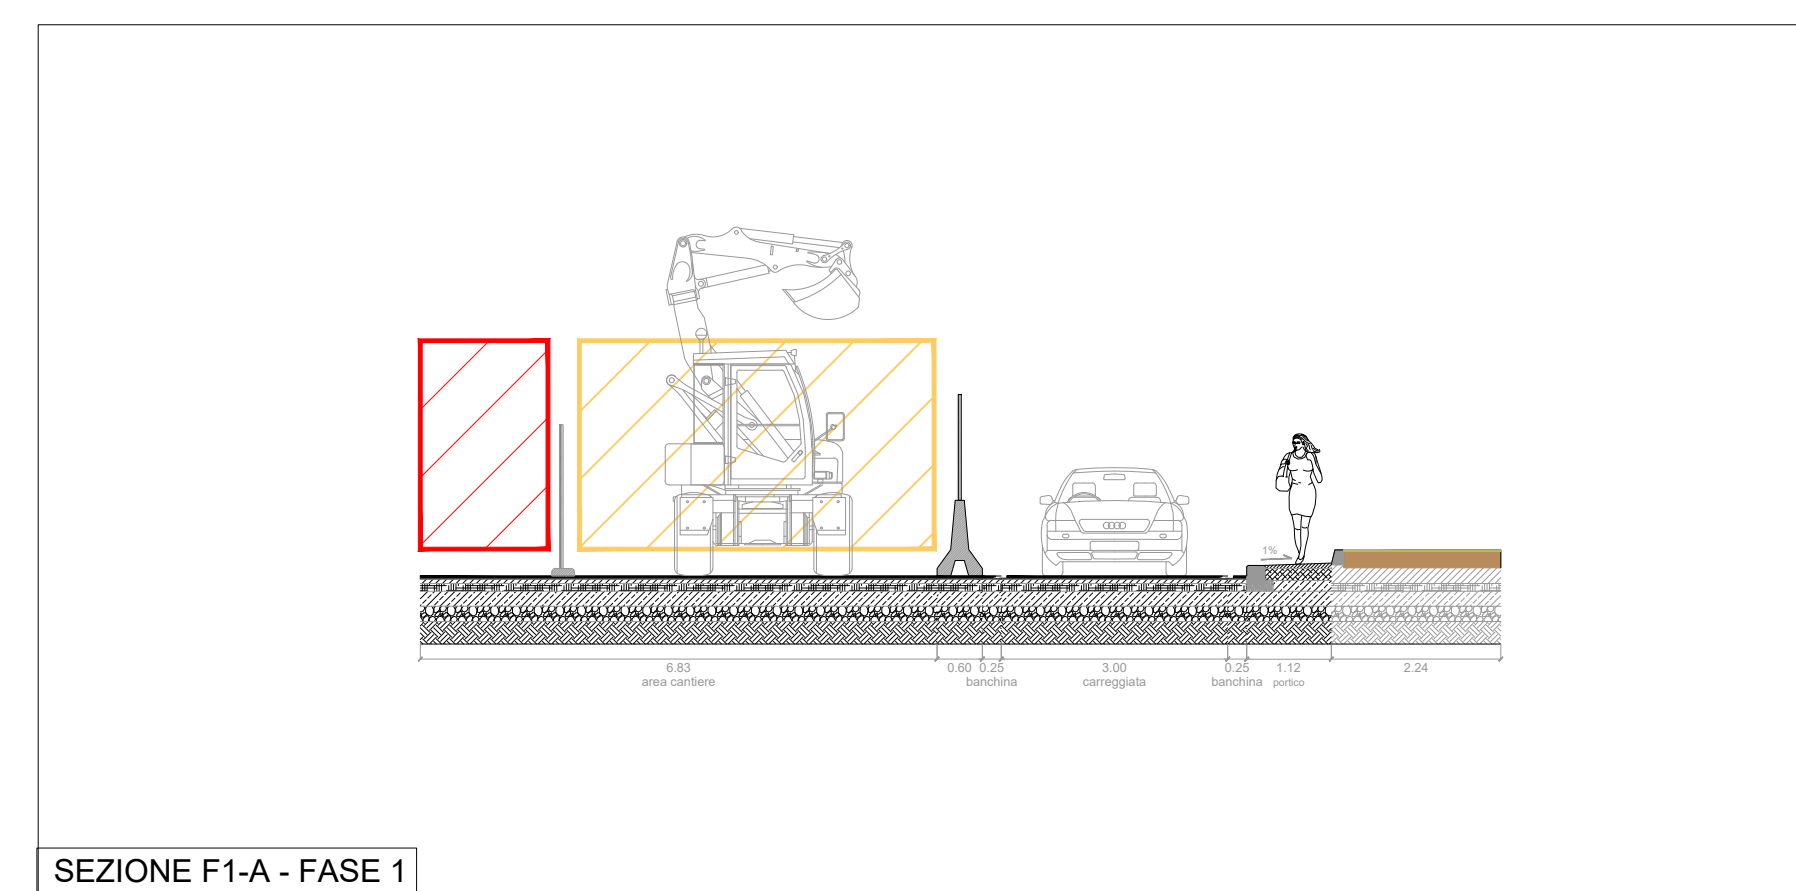 1%
6.83 0.60 0.25 3.00 0.25 1.12 2.24
area cantiere banchina carreggiata banchina portico
SEZIONE F1-A - FASE 1